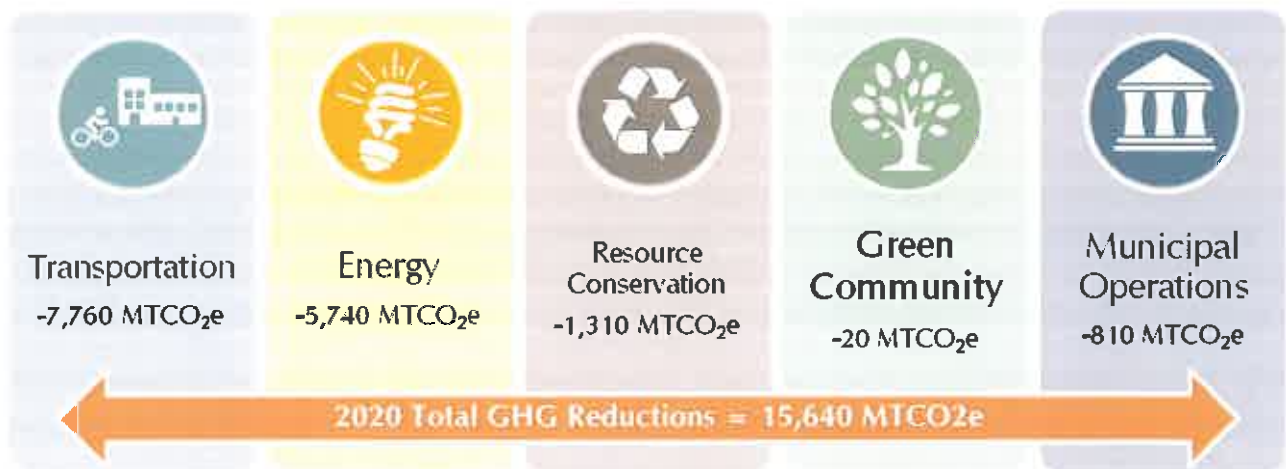 Transportation
-7,760 MTCO₂e
Energy
-5,740 MTCO₂e
Resource
Conservation
-1,310 MTCO₂e
Green
Community
-20 MTCO₂e
Municipal
Operations
-810 MTCO₂e
2020 Total GHG Reductions = 15,640 MTCO2e